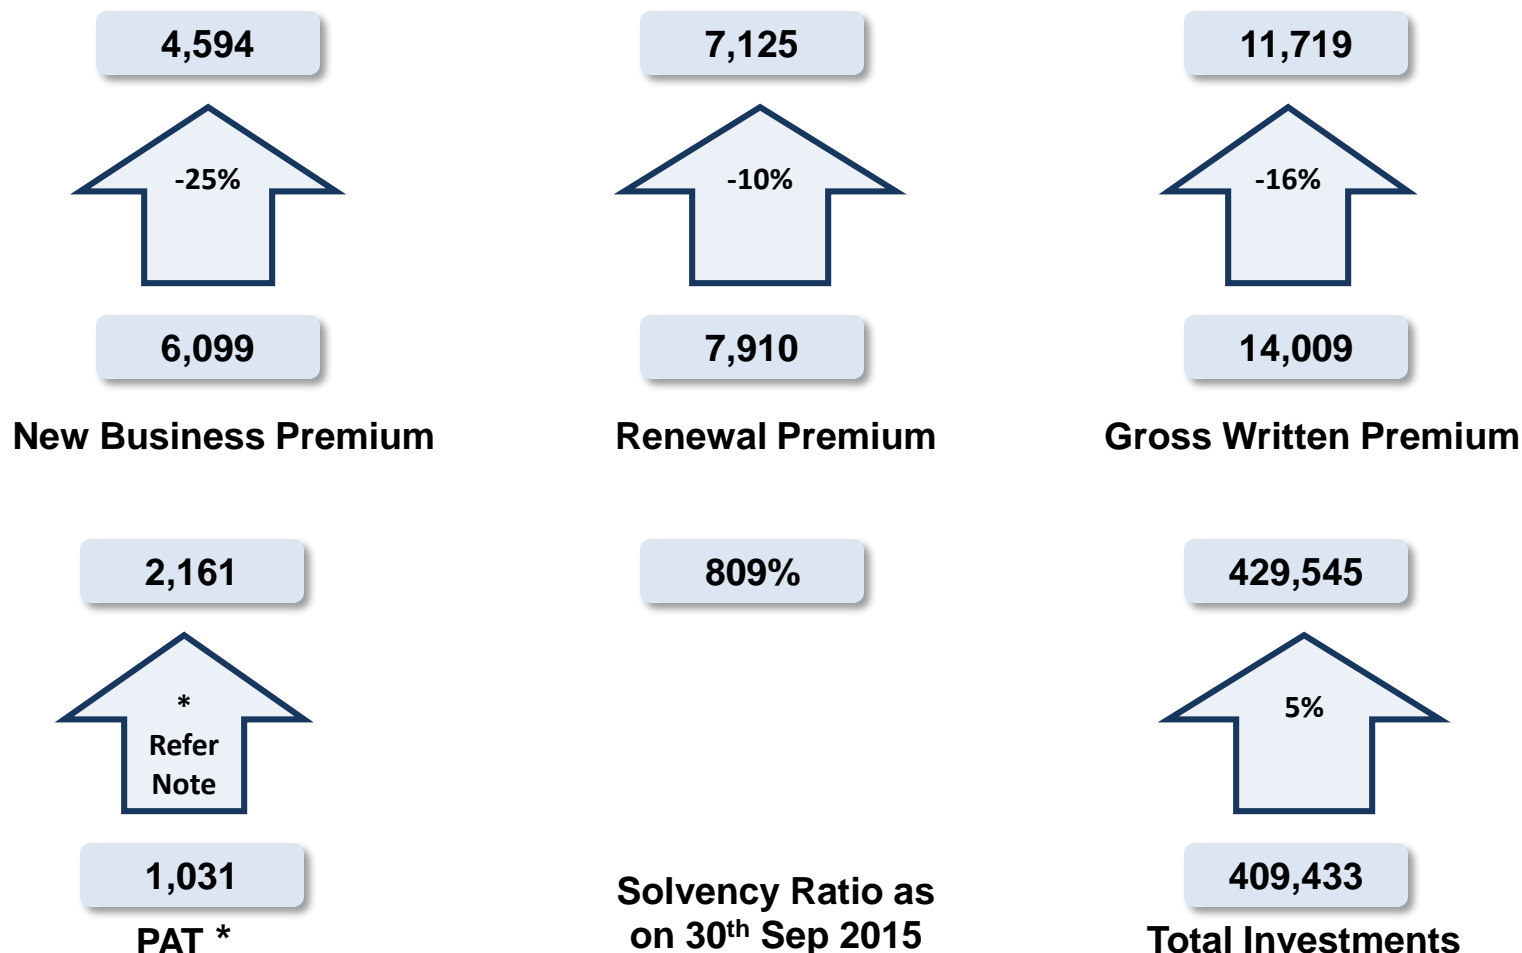 4,594
7,125
11,719
-25%
-10%
-16%
6,099
7,910
14,009
New Business Premium
Renewal Premium
Gross Written Premium
2,161
809%
429,545
*
Refer
Note
5%
1,031
409,433
PAT *
Solvency Ratio as
on 30th Sep 2015
Total Investments